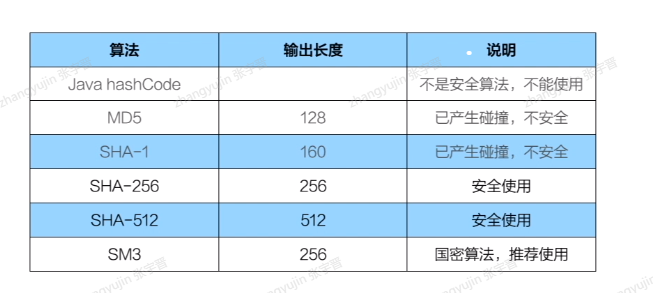 算法 输出长度 说明
Java hashCode 不是安全算法，不能使用
MD5 128 已产生碰撞，不安全
SHA-1 160 已产生碰撞，不安全
SHA-256 256 安全使用
SHA-512 512 安全使用
SM3 256 国密算法，推荐使用
zhangyujin 张宇晋